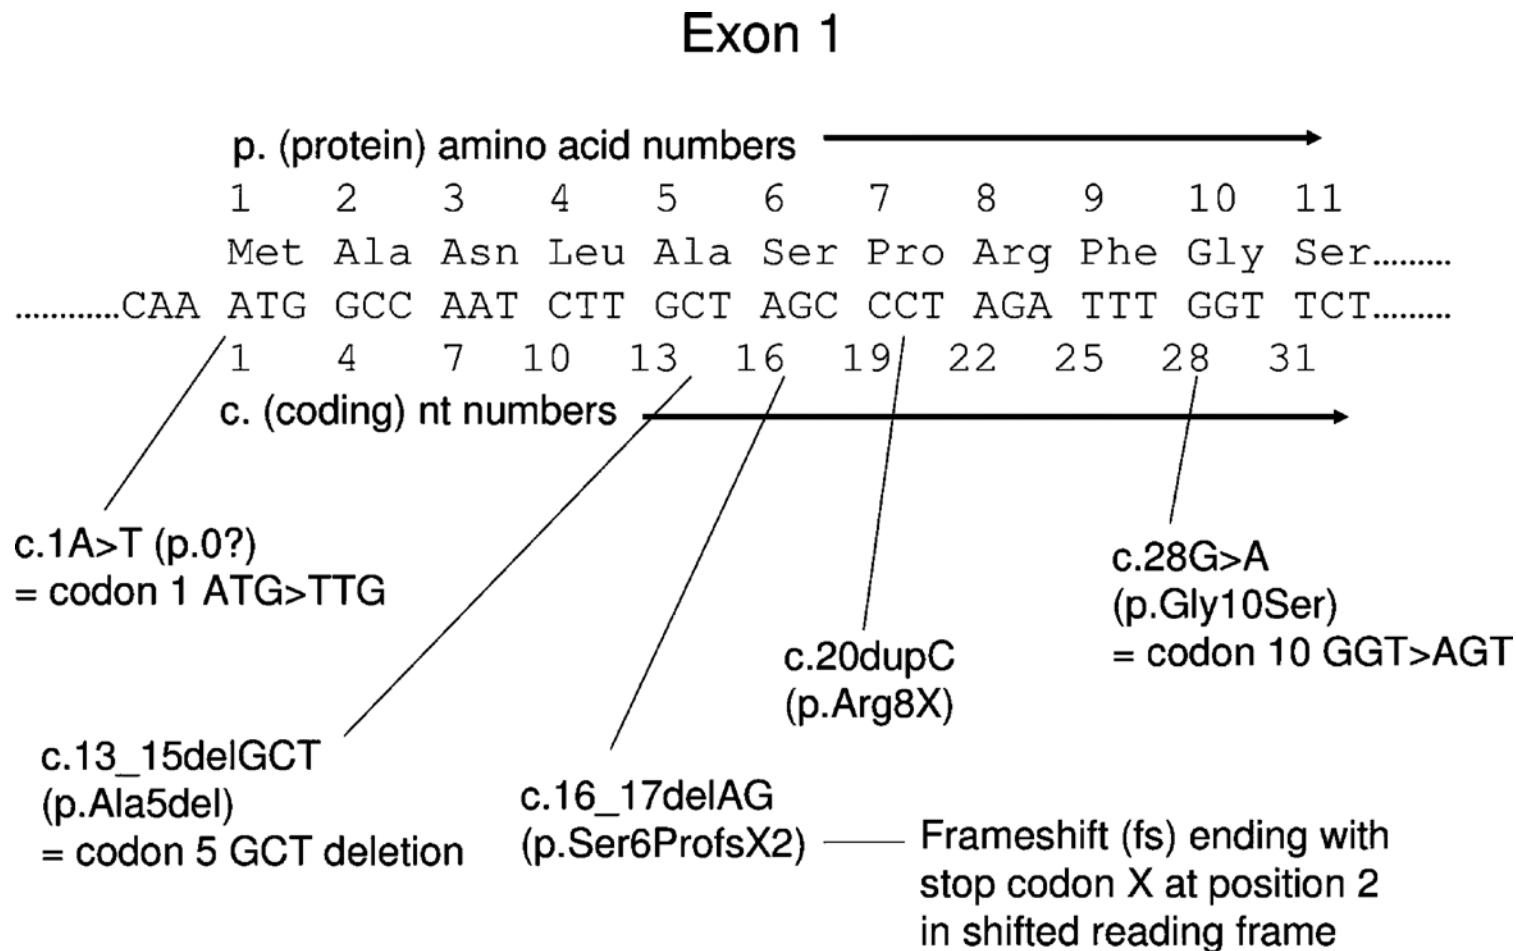 Exon 1
p. (protein) amino acid numbers
1 2 3 4 5 6 7 8 9 10 11
Met Ala Asn Leu Ala Ser Pro Arg Phe Gly Ser.........
............CAA ATG GCC AAT CTT GCT AGC CCT AGA TTT GGT TCT.........
1 4 7 10 13 16 19 22 25 28 31
c. (coding) nt numbers
c.1A>T (p.0?)
= codon 1 ATG>TTG
c.28G>A
(p.Gly10Ser)
= codon 10 GGT>AGT
c.20dupC
(p.Arg8X)
c.13_15delGCT
(p.Ala5del)
= codon 5 GCT deletion
c.16_17delAG
(p.Ser6ProfsX2)
Frameshift (fs) ending with
stop codon X at position 2
in shifted reading frame